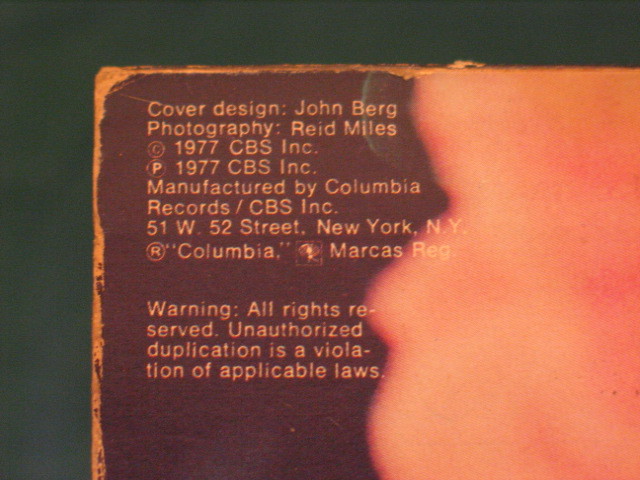 Cover design: John Berg
Photography: Reid Miles
© 1977 CBS Inc.
℗ 1977 CBS Inc.
Manufactured by Columbia
Records / CBS Inc.
51 W. 52 Street, New York, N.Y.
®"Columbia," Marcas Reg.
Warning: All rights re-
served. Unauthorized
duplication is a viola-
tion of applicable laws.